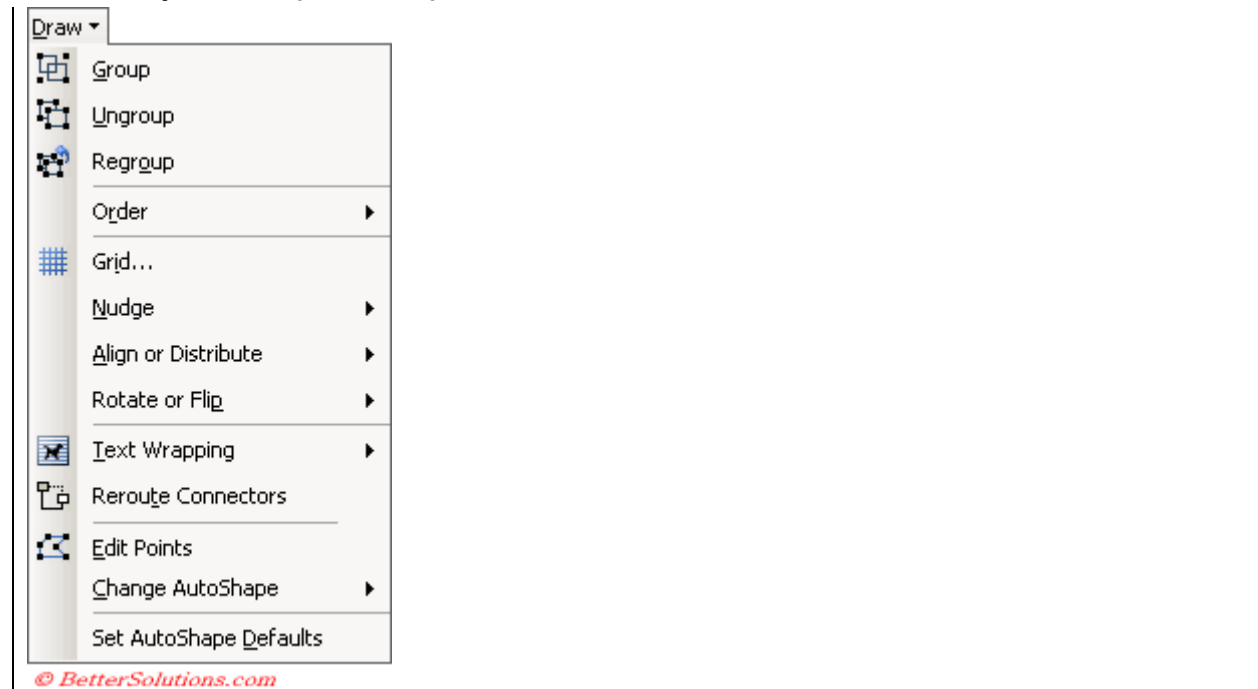 Draw
Group
Ungroup
Regroup
Order
Grid...
Nudge
Align or Distribute
Rotate or Flip
Text Wrapping
Reroute Connectors
Edit Points
Change AutoShape
Set AutoShape Defaults
© BetterSolutions.com